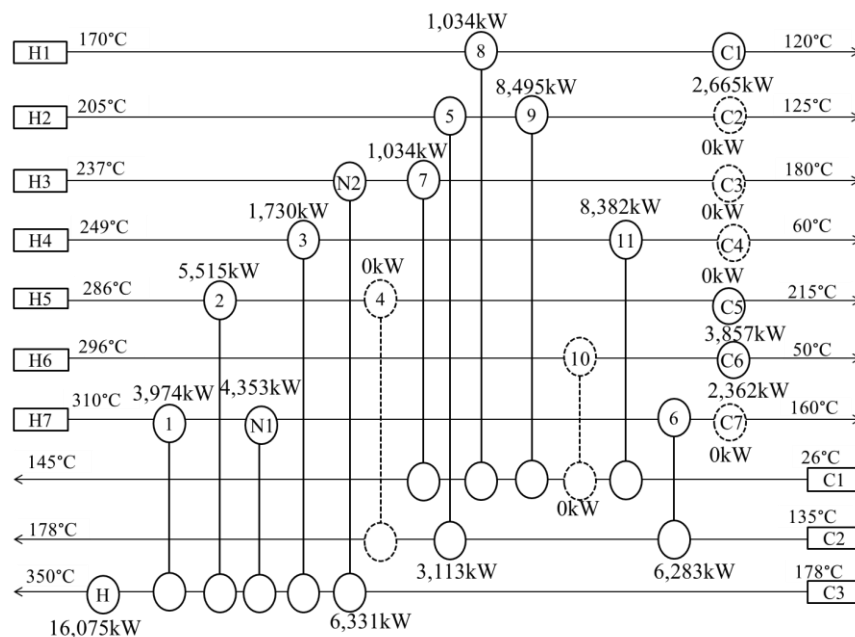 1,034kW
H1 170°C 8 C1 120°C
2,665kW
8,495kW
H2 205°C 5 9 C2 125°C
0kW
1,034kW
H3 237°C N2 7 C3 180°C
0kW
1,730kW 8,382kW
H4 249°C 3 11 C4 60°C
0kW 0kW
5,515kW
H5 286°C 2 4 C5 215°C
3,857kW
H6 296°C 10 C6 50°C
3,974kW 4,353kW 2,362kW
H7 310°C 1 N1 6 C7 160°C
0kW
145°C 26°C C1
0kW
178°C 135°C C2
3,113kW 6,283kW
350°C H 178°C C3
16,075kW 6,331kW